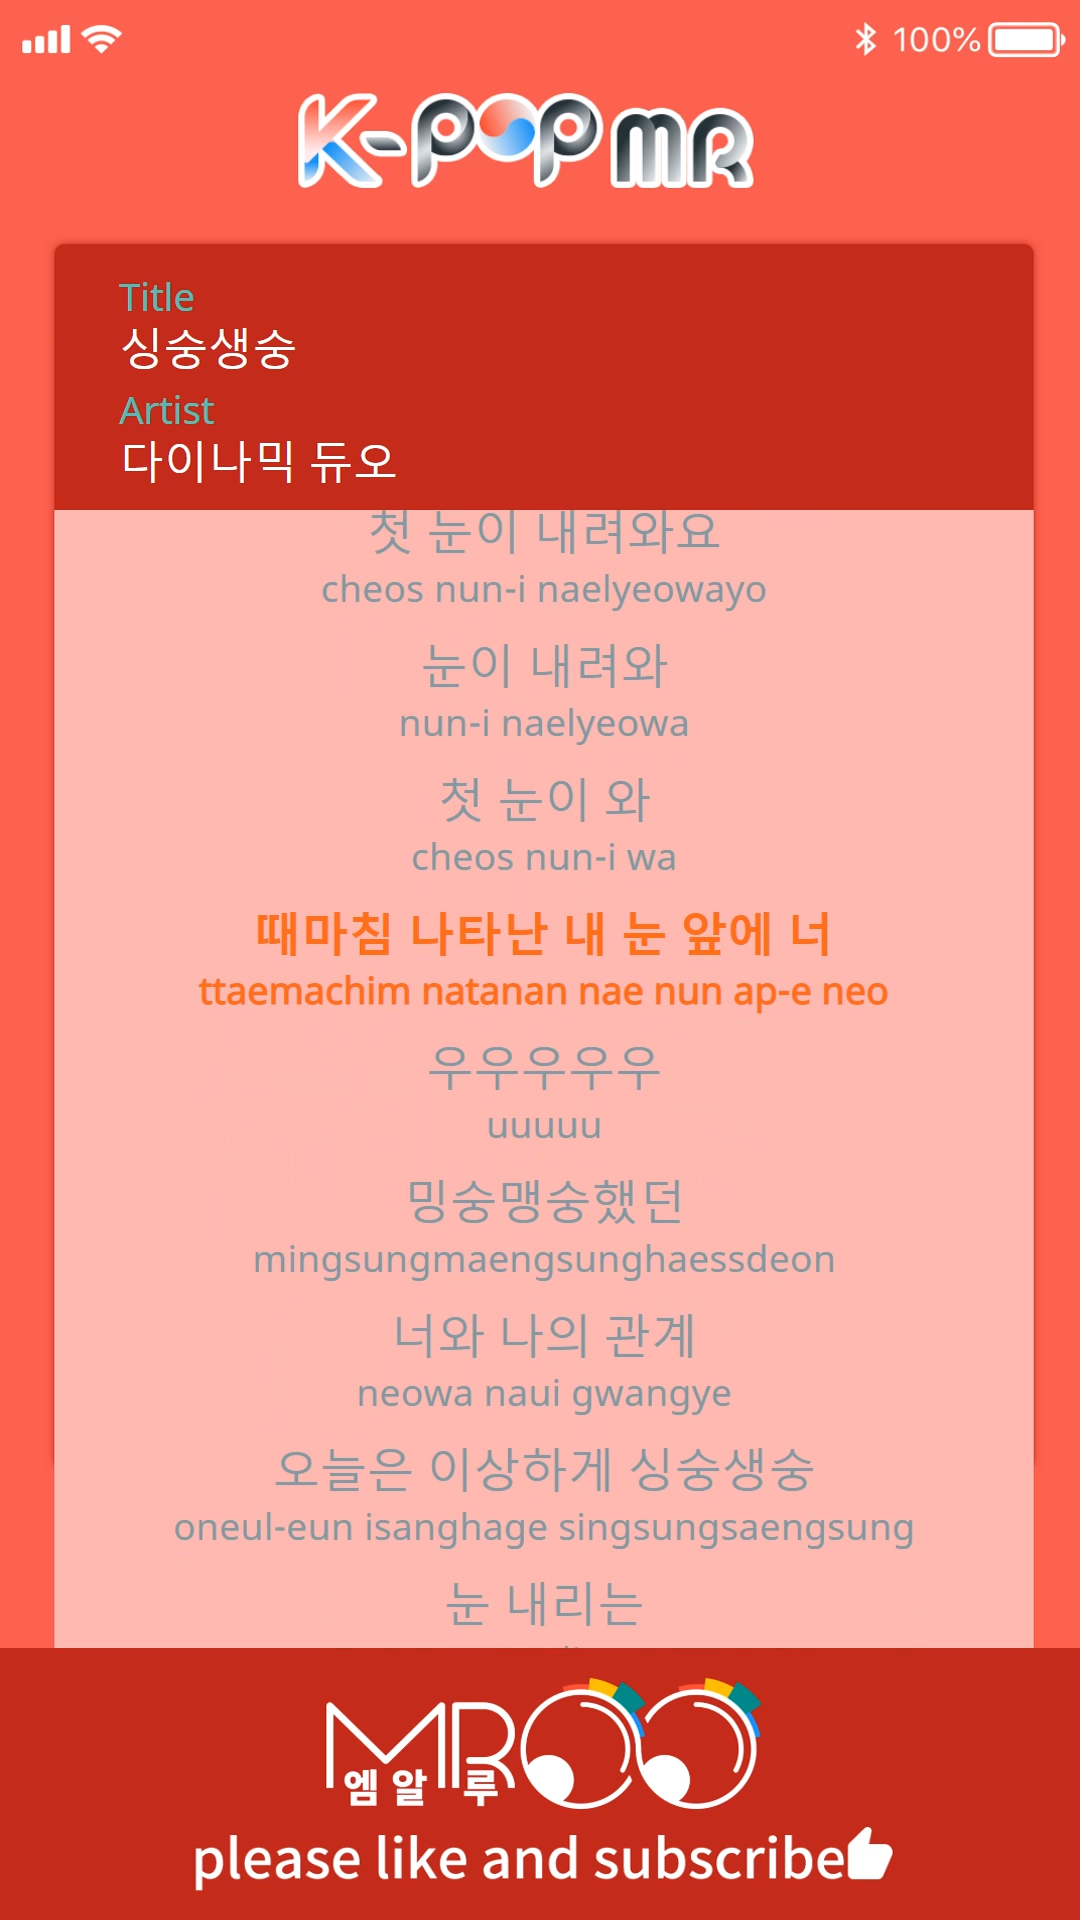 100%
K-POP MR
Title
싱숭생숭
Artist
다이나믹 듀오
첫 눈이 내려와요
cheos nun-i naelyeowayo
눈이 내려와
nun-i naelyeowa
첫 눈이 와
cheos nun-i wa
때마침 나타난 내 눈 앞에 너
ttaemachim natanan nae nun ap-e neo
우우우우우
uuuuu
밍숭맹숭했던
mingsungmaengsunghaessdeon
너와 나의 관계
neowa naui gwangye
오늘은 이상하게 싱숭생숭
oneul-eun isanghage singsungsaengsung
눈 내리는
MROO
엠알루
please like and subscribe